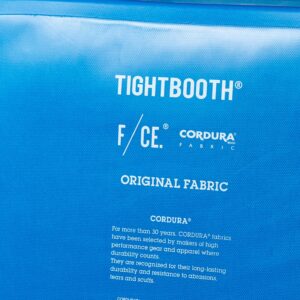 TIGHTBOOTH®
F/CE.® CORDURA®
FABRIC
ORIGINAL FABRIC
CORDURA®
For more than 30 years, CORDURA® fabrics
have been selected by makers of high
performance gear and apparel where
durability counts.
They are recognized for their long-lasting
durability and resistance to abrasions,
tears and scuffs.